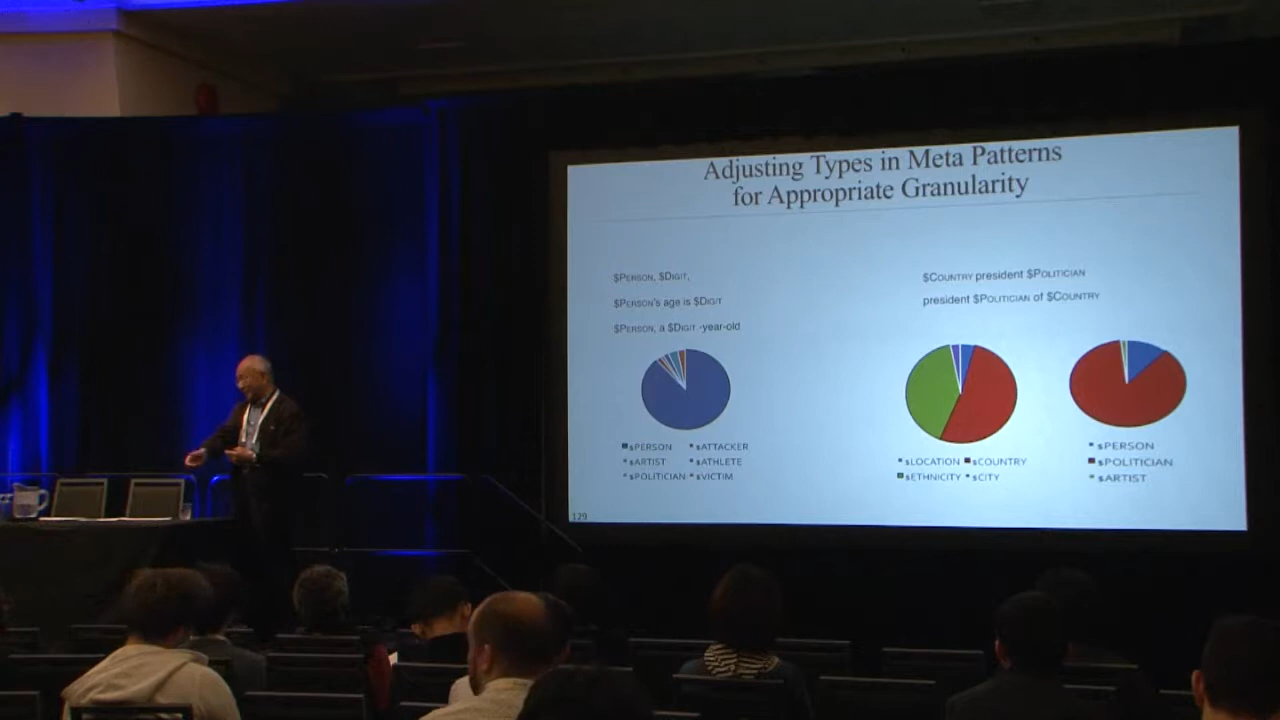 Adjusting Types in Meta Patterns
for Appropriate Granularity
$PERSON, $DIGIT,
$PERSON's age is $DIGIT
$PERSON, a $DIGIT -year-old
$COUNTRY president $POLITICIAN
president $POLITICIAN of $COUNTRY
$PERSON $ATTACKER
$ARTIST $ATHLETE
$POLITICIAN $VICTIM
$LOCATION $COUNTRY
$ETHNICITY $CITY
$PERSON
$POLITICIAN
$ARTIST
129